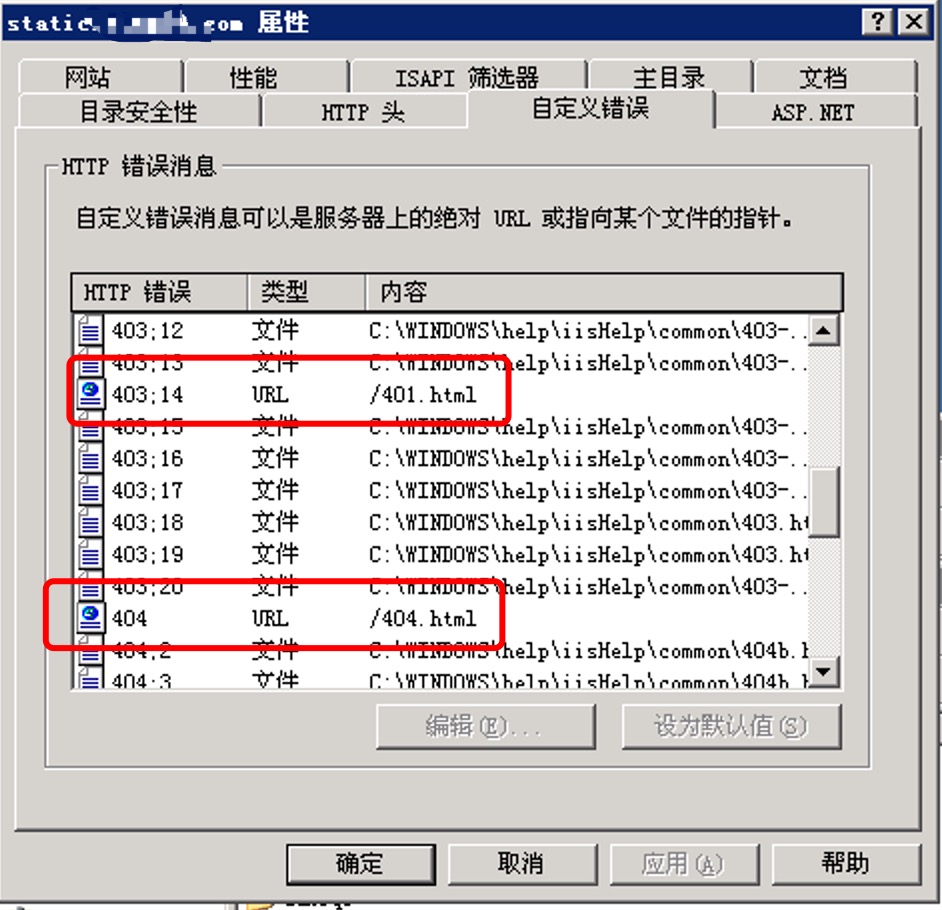 static. com 属性
网站 性能 ISAPI 筛选器 主目录 文档
目录安全性 HTTP 头 自定义错误 ASP.NET
HTTP 错误消息
自定义错误消息可以是服务器上的绝对 URL 或指向某个文件的指针。
HTTP 错误 类型 内容
403;12 文件 C:\WINDOWS\help\iisHelp\common\403-..
403;13 文件 C:\WINDOWS\help\iisHelp\common\403-..
403;14 URL /401.html
403;15 文件 C:\WINDOWS\help\iisHelp\common\403-..
403;16 文件 C:\WINDOWS\help\iisHelp\common\403-..
403;17 文件 C:\WINDOWS\help\iisHelp\common\403-..
403;18 文件 C:\WINDOWS\help\iisHelp\common\403.ht
403;19 文件 C:\WINDOWS\help\iisHelp\common\403.ht
403;20 文件 C:\WINDOWS\help\iisHelp\common\403-..
404 URL /404.html
404;2 文件 C:\WINDOWS\help\iisHelp\common\404b.h
404;3 文件 C:\WINDOWS\help\iisHelp\common\404b.h
编辑(E)... 设为默认值(S)
确定 取消 应用(A) 帮助